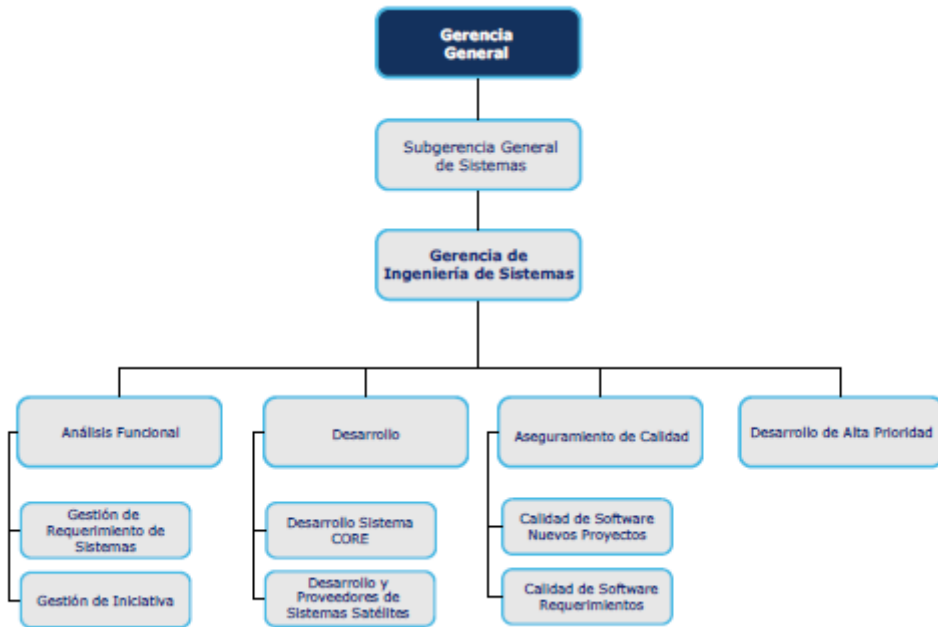 Gerencia
General
Subgerencia General
de Sistemas
Gerencia de
Ingeniería de Sistemas
Análisis Funcional
Desarrollo
Aseguramiento de Calidad
Desarrollo de Alta Prioridad
Gestión de
Requerimiento de
Sistemas
Desarrollo Sistema
CORE
Calidad de Software
Nuevos Proyectos
Gestión de Iniciativa
Desarrollo y
Proveedores de
Sistemas Satélites
Calidad de Software
Requerimientos